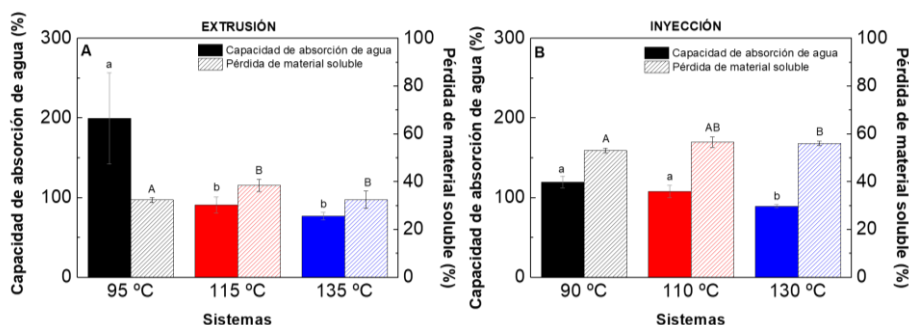 EXTRUSIÓN
A
Capacidad de absorción de agua
Pérdida de material soluble
Capacidad de absorción de agua (%)
300
200
100
0
a
A
b
B
b
B
100
80
60
40
20
0
Pérdida de material soluble (%)
95 ºC
115 ºC
135 ºC
Sistemas
INYECCIÓN
B
Capacidad de absorción de agua
Pérdida de material soluble
Capacidad de absorción de agua (%)
300
200
100
0
a
A
a
AB
b
B
100
80
60
40
20
0
Pérdida de material soluble (%)
90 ºC
110 ºC
130 ºC
Sistemas